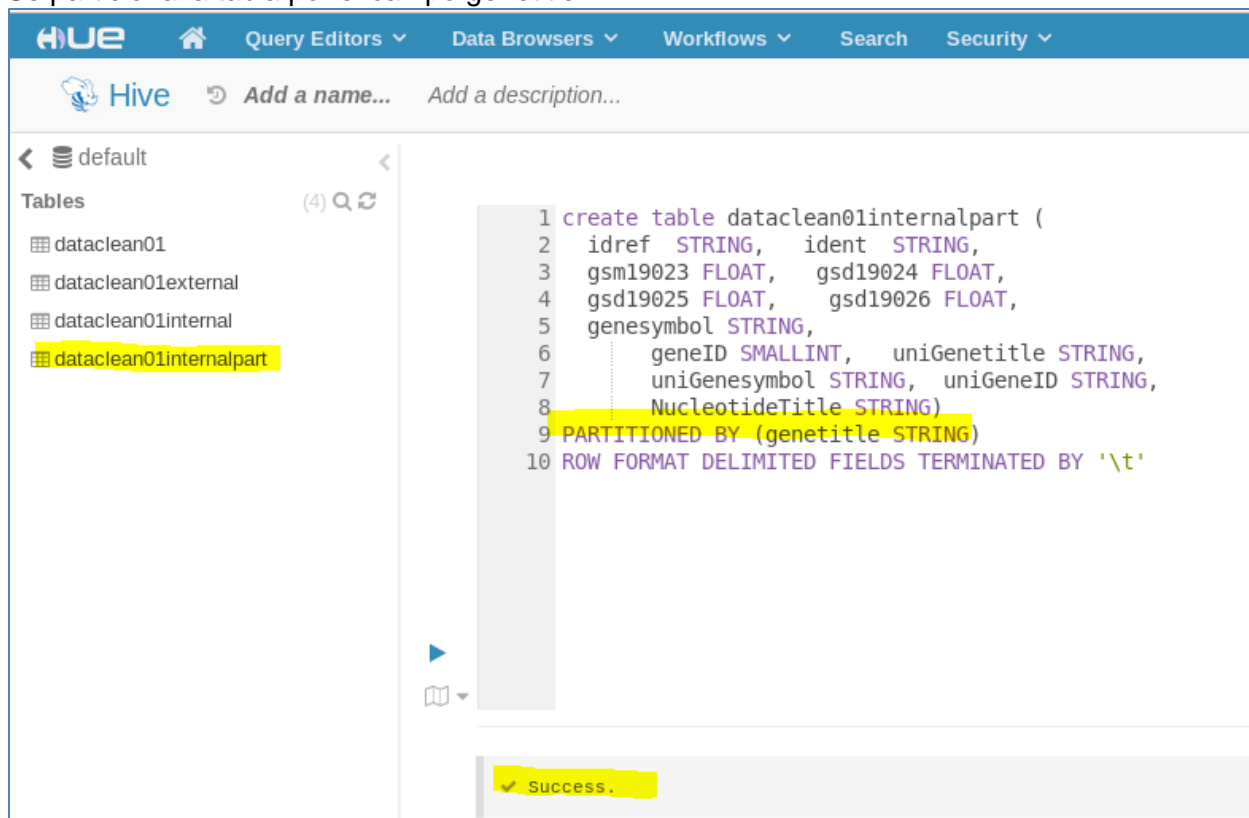 HUE Query Editors Data Browsers Workflows Search Security
Hive Add a name... Add a description...
default
Tables (4)
dataclean01
dataclean01external
dataclean01internal
dataclean01internalpart
1 create table dataclean01internalpart (
2 idref STRING, ident STRING,
3 gsm19023 FLOAT, gsd19024 FLOAT,
4 gsd19025 FLOAT, gsd19026 FLOAT,
5 genesymbol STRING,
6 geneID SMALLINT, uniGenetitle STRING,
7 uniGenesymbol STRING, uniGeneID STRING,
8 NucleotideTitle STRING)
9 PARTITIONED BY (genetitle STRING)
10 ROW FORMAT DELIMITED FIELDS TERMINATED BY '\t'
Success.